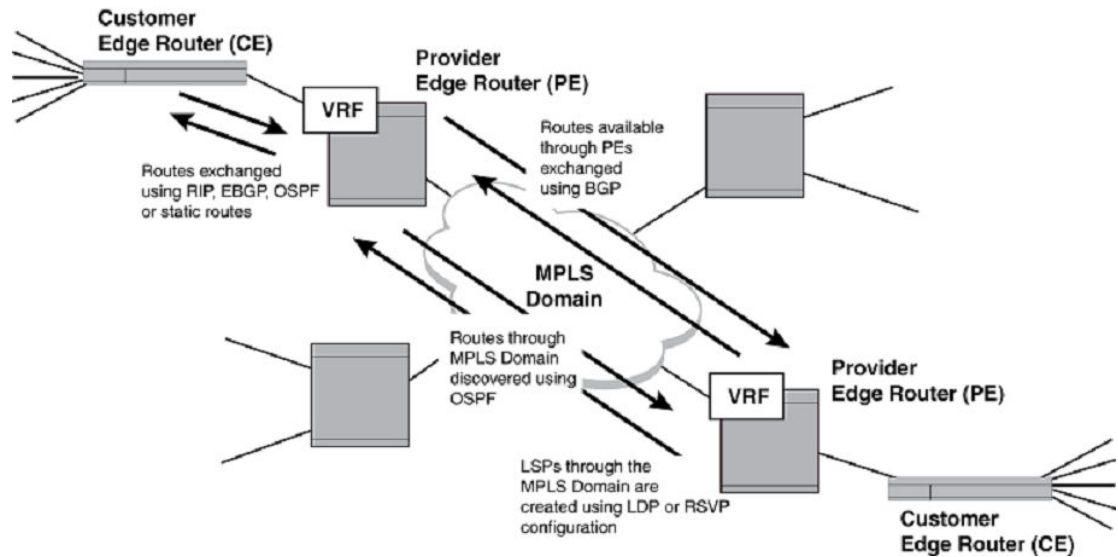 Customer
Edge Router (CE)
Provider
Edge Router (PE)
VRF
Routes available
through PEs
exchanged
using BGP
Routes exchanged
using RIP, EBGP, OSPF
or static routes
MPLS
Domain
Routes through
MPLS Domain
discovered using
OSPF
Provider
Edge Router (PE)
VRF
LSPs through the
MPLS Domain are
created using LDP or RSVP
configuration
Customer
Edge Router (CE)